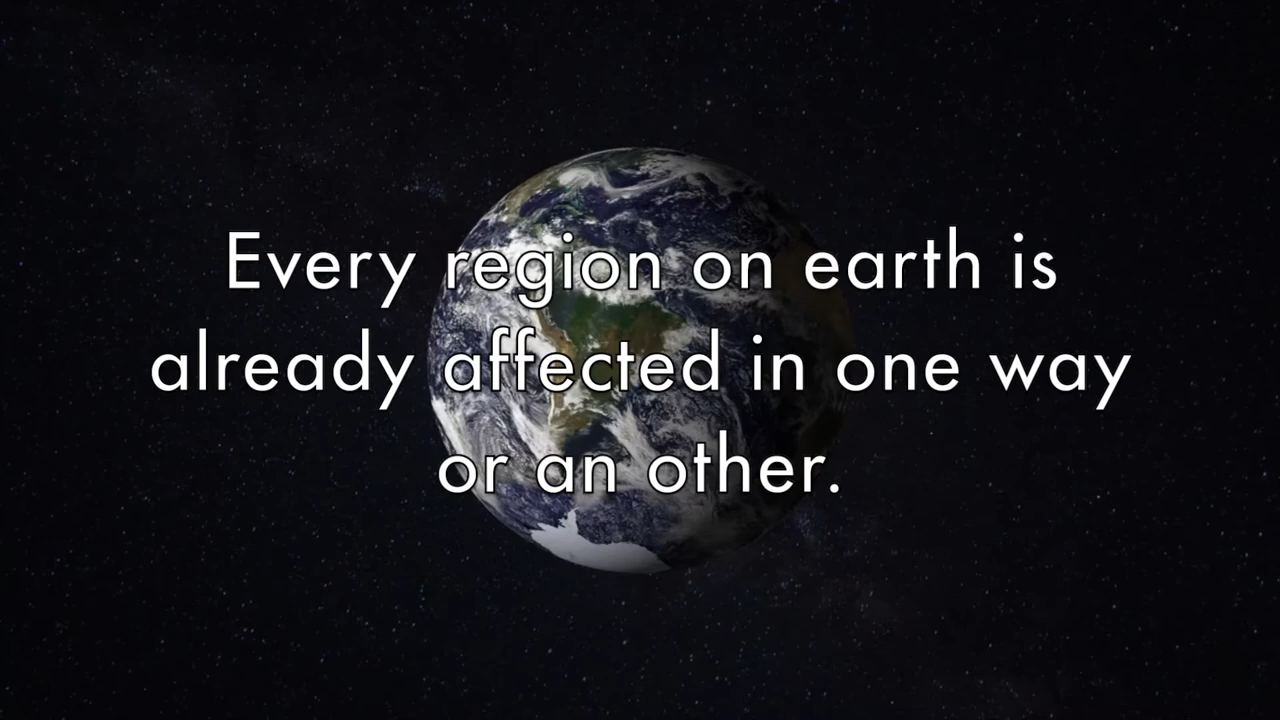 Every region on earth is
already affected in one way
or an other.